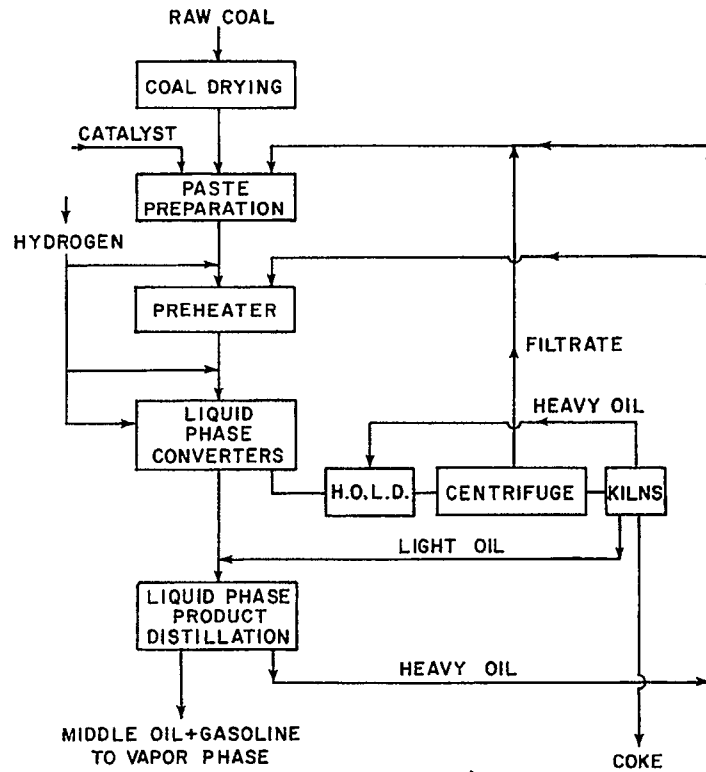 RAW COAL
COAL DRYING
CATALYST
PASTE
PREPARATION
HYDROGEN
PREHEATER
FILTRATE
HEAVY OIL
LIQUID
PHASE
CONVERTERS
H.O.L.D.
CENTRIFUGE
KILNS
LIGHT OIL
LIQUID PHASE
PRODUCT
DISTILLATION
HEAVY OIL
MIDDLE OIL+GASOLINE
TO VAPOR PHASE
COKE